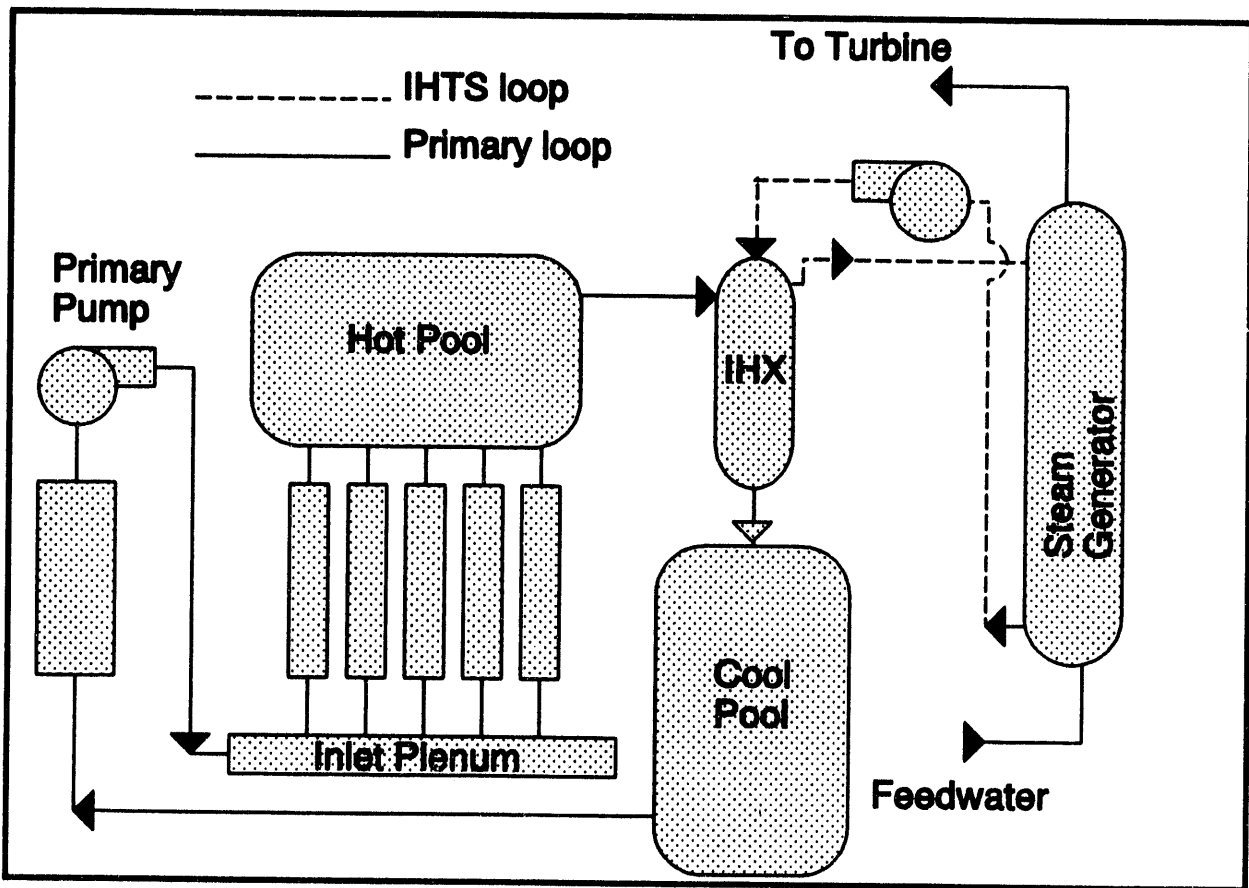 To Turbine
IHTS loop
Primary loop
Primary
Pump
Hot Pool
IHX
Steam
Generator
Cool
Pool
Inlet Plenum
Feedwater